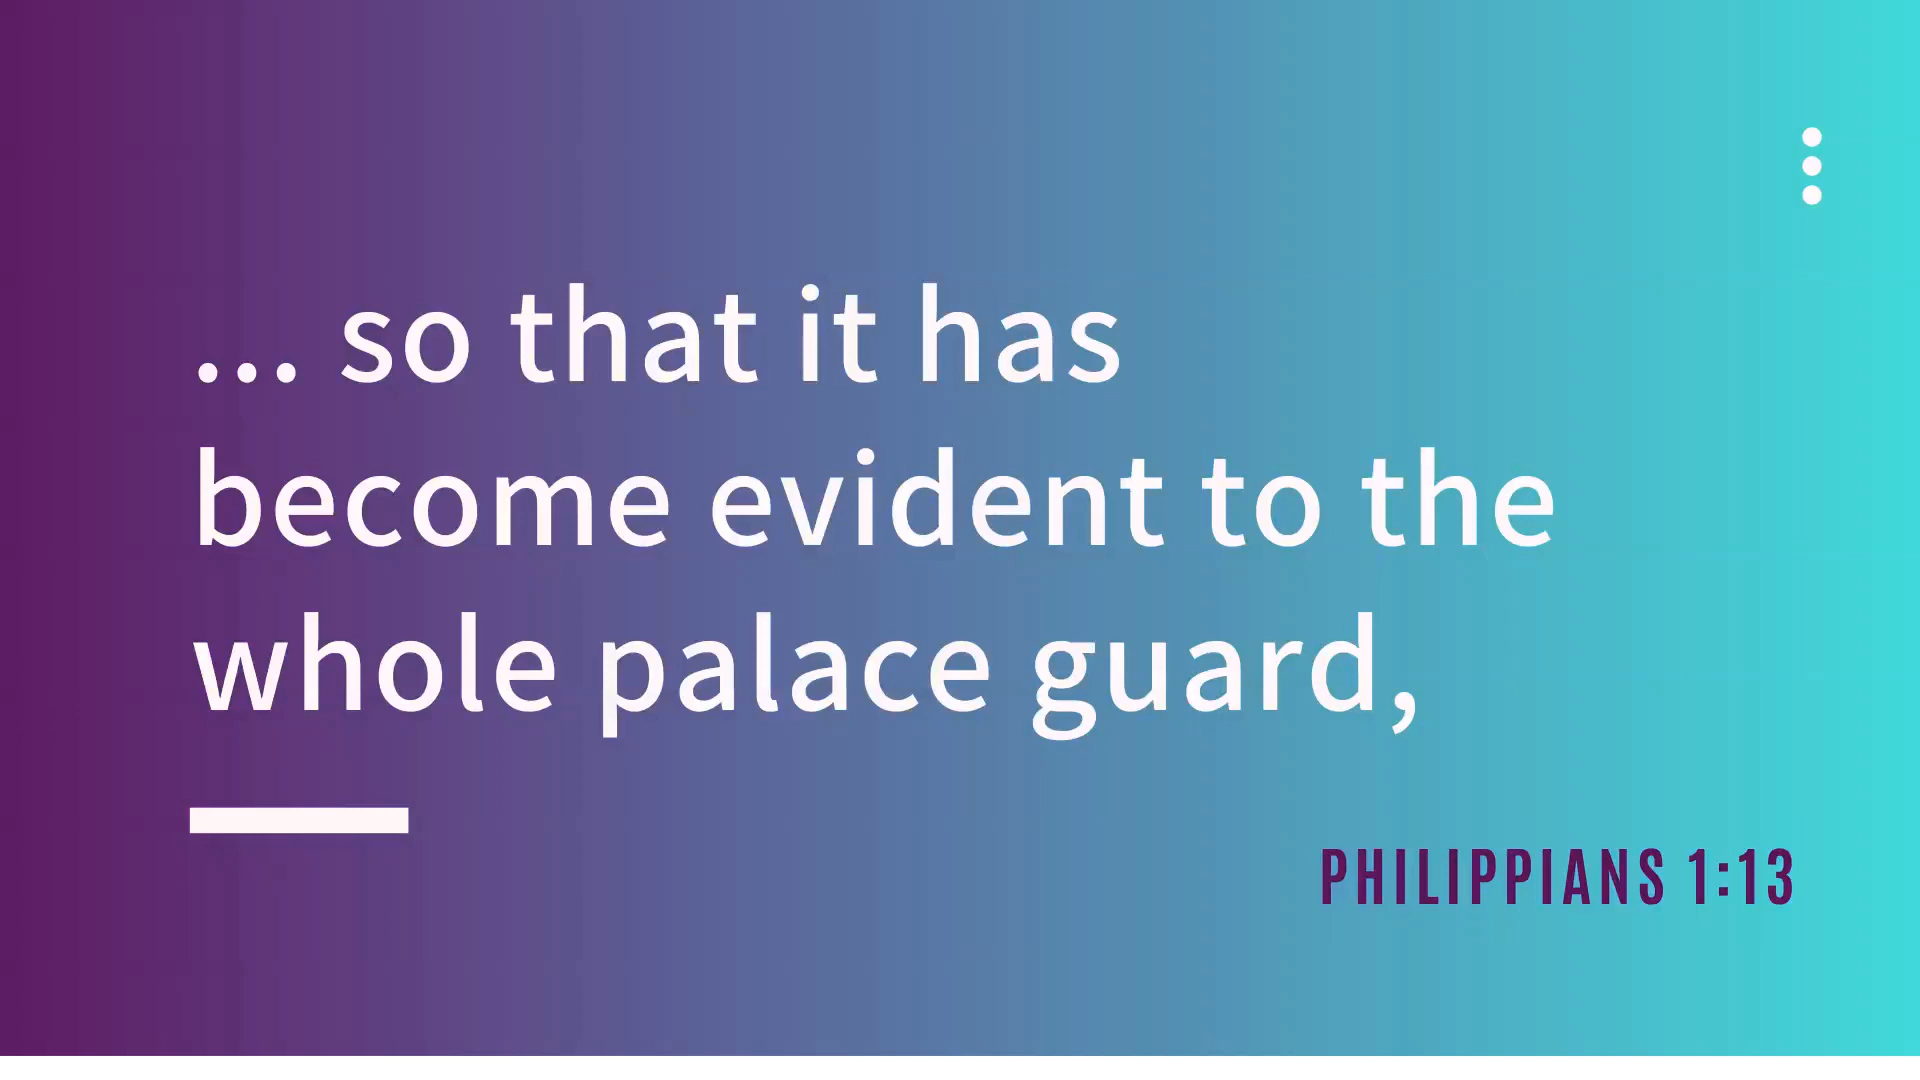 ... so that it has
become evident to the
whole palace guard,
PHILIPPIANS 1:13